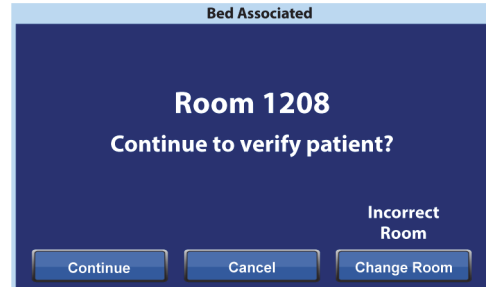 Bed Associated
Room 1208
Continue to verify patient?
Incorrect
Room
Continue
Cancel
Change Room